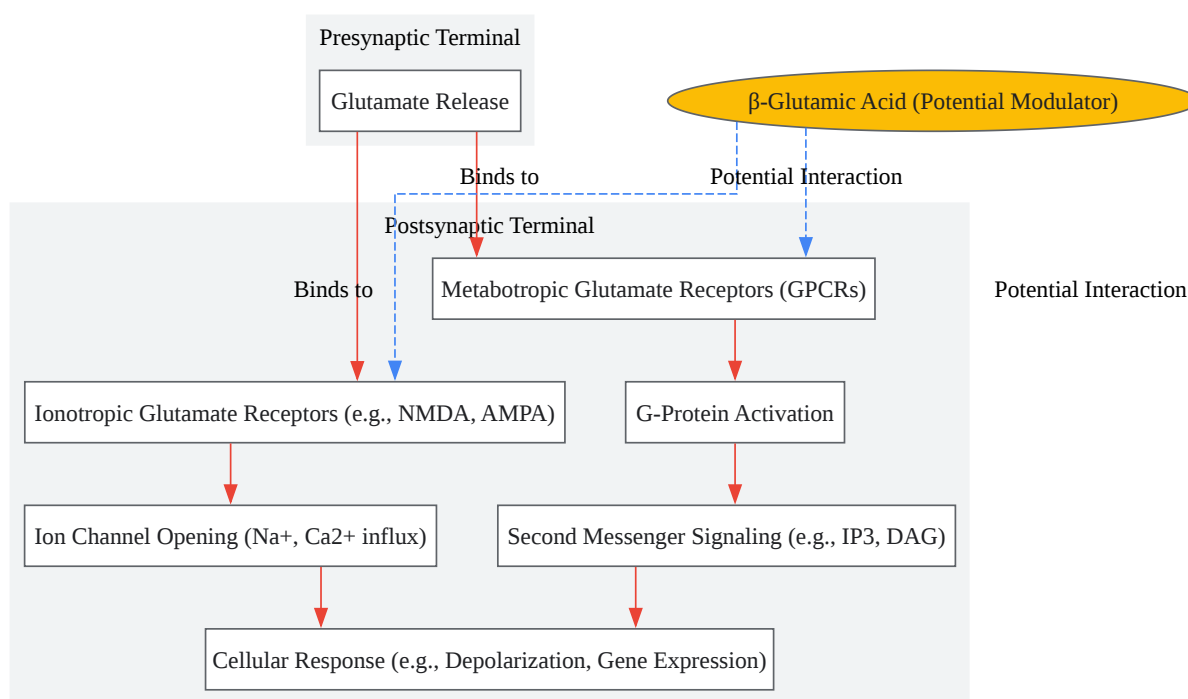 Presynaptic Terminal
Glutamate Release
β-Glutamic Acid (Potential Modulator)
Binds to
Potential Interaction
Postsynaptic Terminal
Binds to
Metabotropic Glutamate Receptors (GPCRs)
Potential Interaction
Ionotropic Glutamate Receptors (e.g., NMDA, AMPA)
G-Protein Activation
Ion Channel Opening (Na+, Ca2+ influx)
Second Messenger Signaling (e.g., IP3, DAG)
Cellular Response (e.g., Depolarization, Gene Expression)